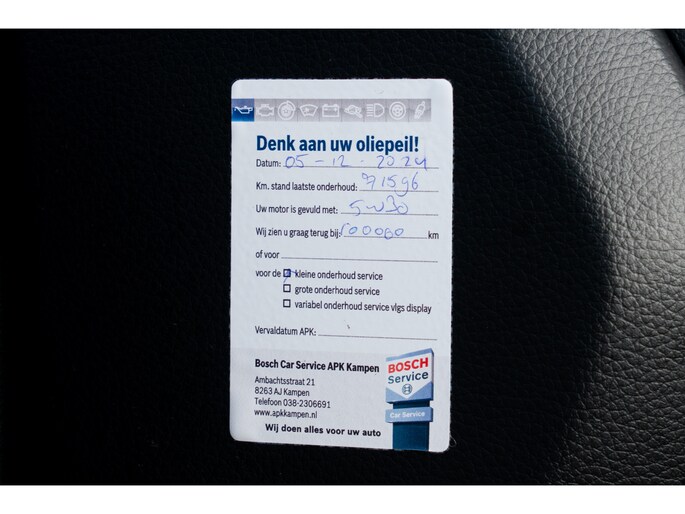 Denk aan uw oliepeil!
Datum: 05-12-2024
Km. stand laatste onderhoud: 71596
Uw motor is gevuld met: 5w30
Wij zien u graag terug bij: 100000 km
of voor
voor de kleine onderhoud service
grote onderhoud service
variabel onderhoud service vlgs display
Vervaldatum APK:
Bosch Car Service APK Kampen
Ambachtsstraat 21
8263 AJ Kampen
Telefoon 038-2306691
www.apkkampen.nl
Wij doen alles voor uw auto
BOSCH
Service
Car Service